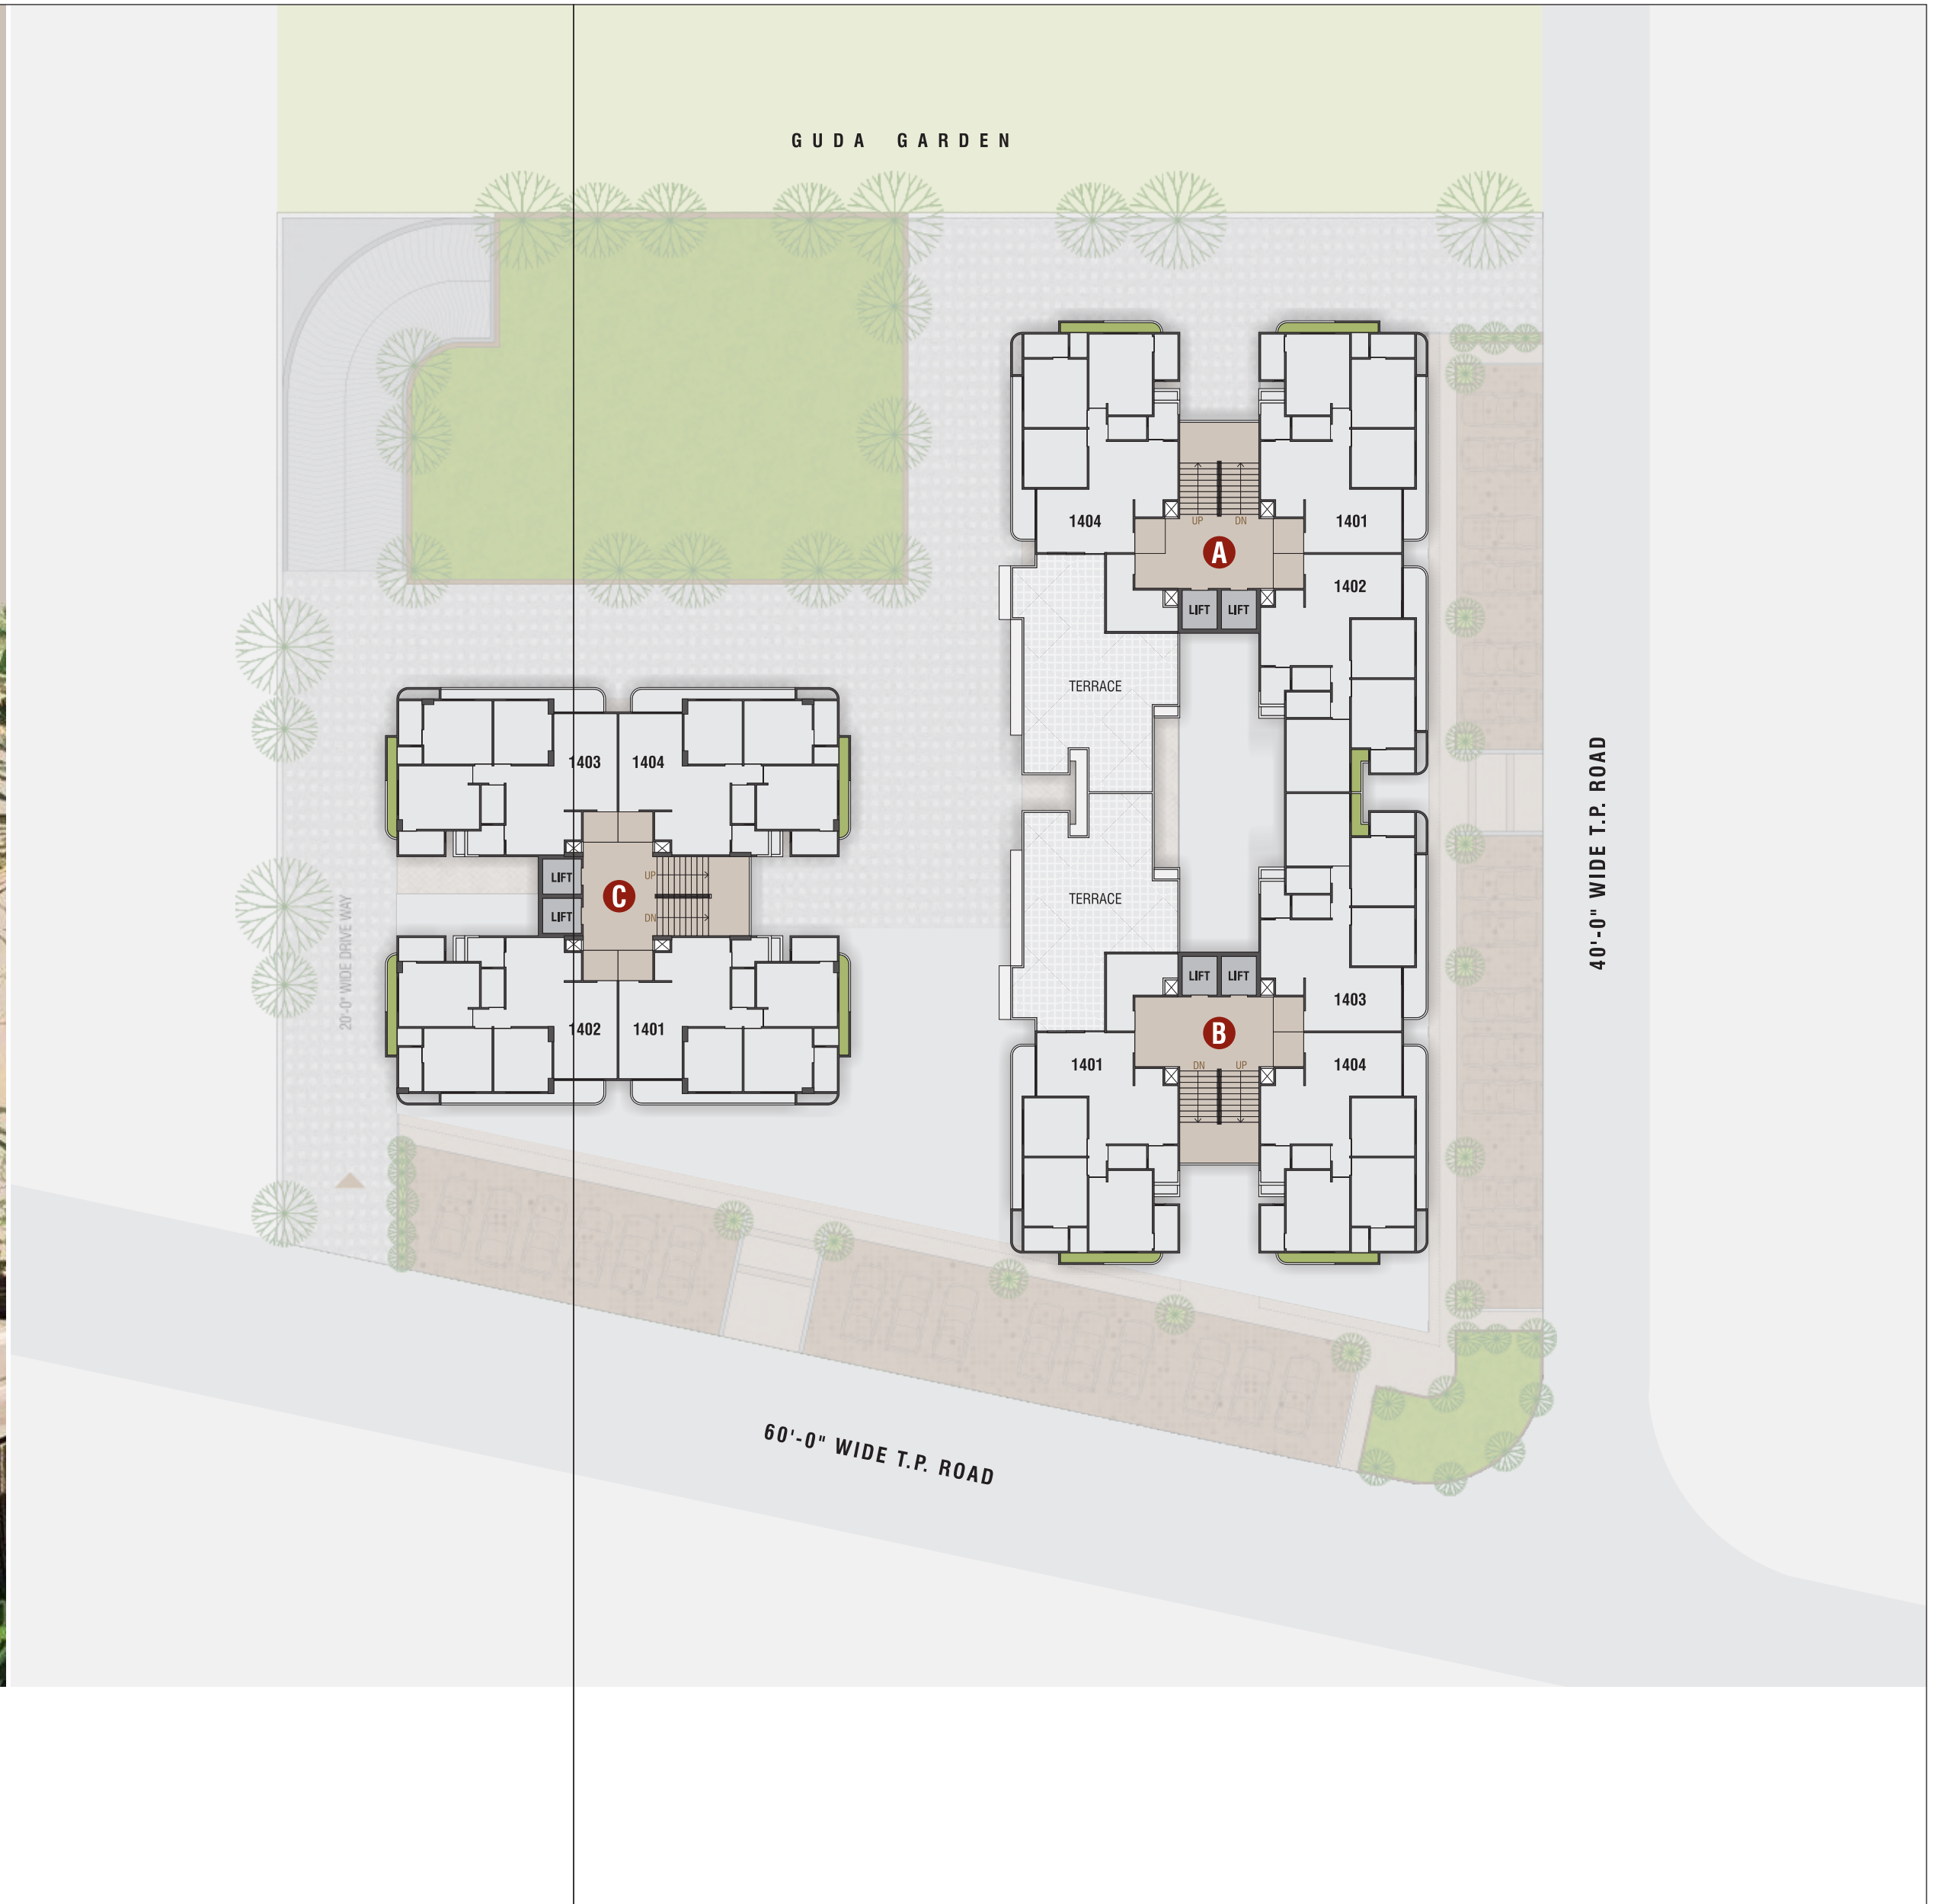 GUDA GARDEN
1404
1401
UP
DN
A
1402
LIFT
LIFT
TERRACE
1403
1404
UP
LIFT
C
LIFT
DN
1402
1401
20'-0" WIDE DRIVE WAY
TERRACE
LIFT
LIFT
1403
B
1401
1404
DN
UP
40'-0" WIDE T.P. ROAD
60'-0" WIDE T.P. ROAD